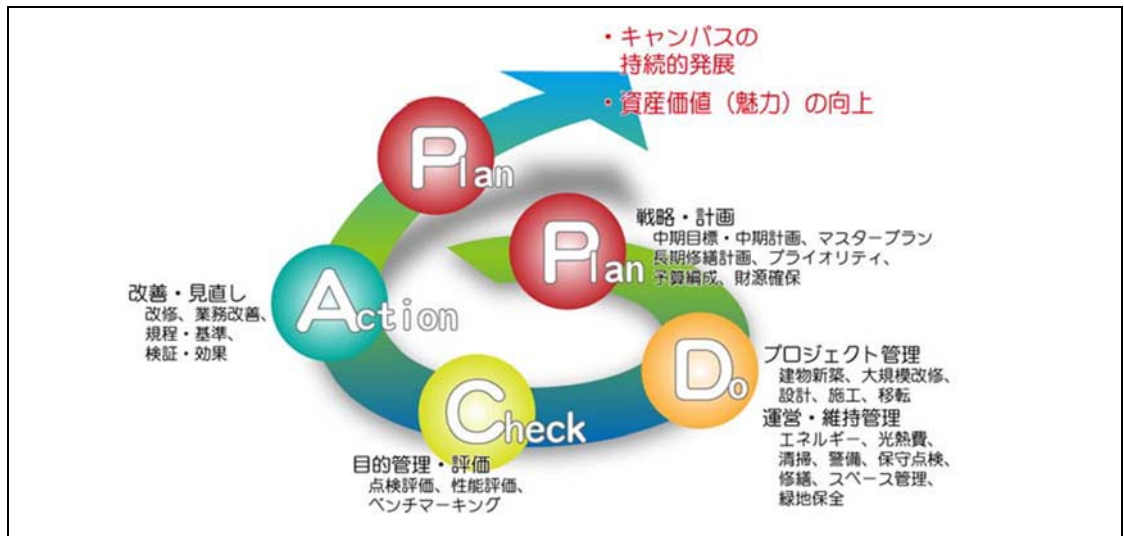 ・キャンパスの
持続的発展
・資産価値（魅力）の向上
Plan
Plan
戦略・計画
中期目標・中期計画、マスタープラン
長期修繕計画、プライオリティ、
予算編成、財源確保
Action
改善・見直し
改修、業務改善、
規程・基準、
検証・効果
Do
プロジェクト管理
建物新築、大規模改修、
設計、施工、移転
運営・維持管理
エネルギー、光熱費、
清掃、警備、保守点検、
修繕、スペース管理、
緑地保全
Check
目的管理・評価
点検評価、性能評価、
ベンチマーキング